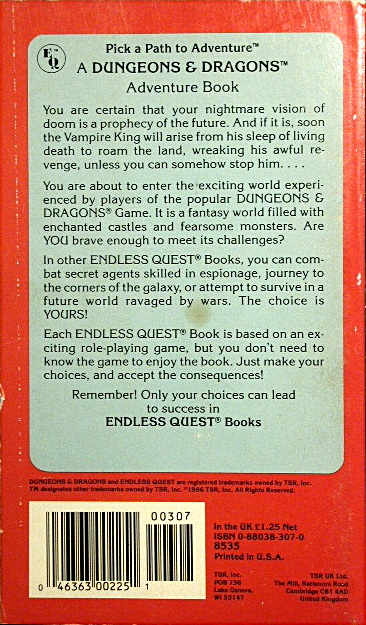 EQ™
Pick a Path to Adventure™
A DUNGEONS & DRAGONS™
Adventure Book
You are certain that your nightmare vision of
doom is a prophecy of the future. And if it is, soon
the Vampire King will arise from his sleep of living
death to roam the land, wreaking his awful re-
venge, unless you can somehow stop him. . . .
You are about to enter the exciting world experi-
enced by players of the popular DUNGEONS &
DRAGONS® Game. It is a fantasy world filled with
enchanted castles and fearsome monsters. Are
YOU brave enough to meet its challenges?
In other ENDLESS QUEST® Books, you can com-
bat secret agents skilled in espionage, journey to
the corners of the galaxy, or attempt to survive in a
future world ravaged by wars. The choice is
YOURS!
Each ENDLESS QUEST® Book is based on an ex-
citing role-playing game, but you don't need to
know the game to enjoy the book. Just make your
choices, and accept the consequences!
Remember! Only your choices can lead
to success in
ENDLESS QUEST® Books
DUNGEONS & DRAGONS and ENDLESS QUEST are registered trademarks owned by TSR, Inc.
TM designates other trademarks owned by TSR, Inc. ©1986 TSR, Inc. All Rights Reserved.
00307
0 46363 00225 1
In the UK £1.25 Net
ISBN 0-88038-307-0
8535
Printed in U.S.A.
TSR, Inc.
POB 756
Lake Geneva,
WI 53147
TSR UK Ltd.
The Mill, Rathmore Road
Cambridge CB1 4AD
United Kingdom